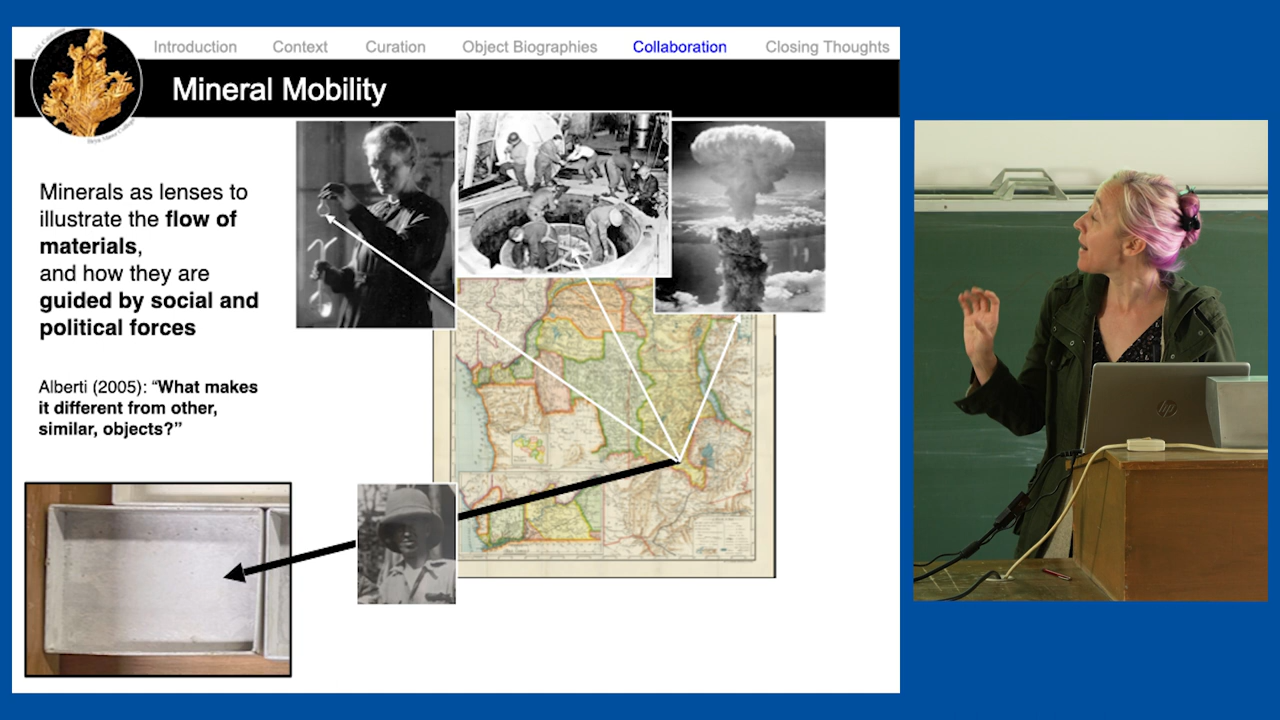 Introduction Context Curation Object Biographies Collaboration Closing Thoughts
Mineral Mobility
Minerals as lenses to
illustrate the flow of
materials,
and how they are
guided by social and
political forces
Alberti (2005): “What makes
it different from other,
similar, objects?”
hp